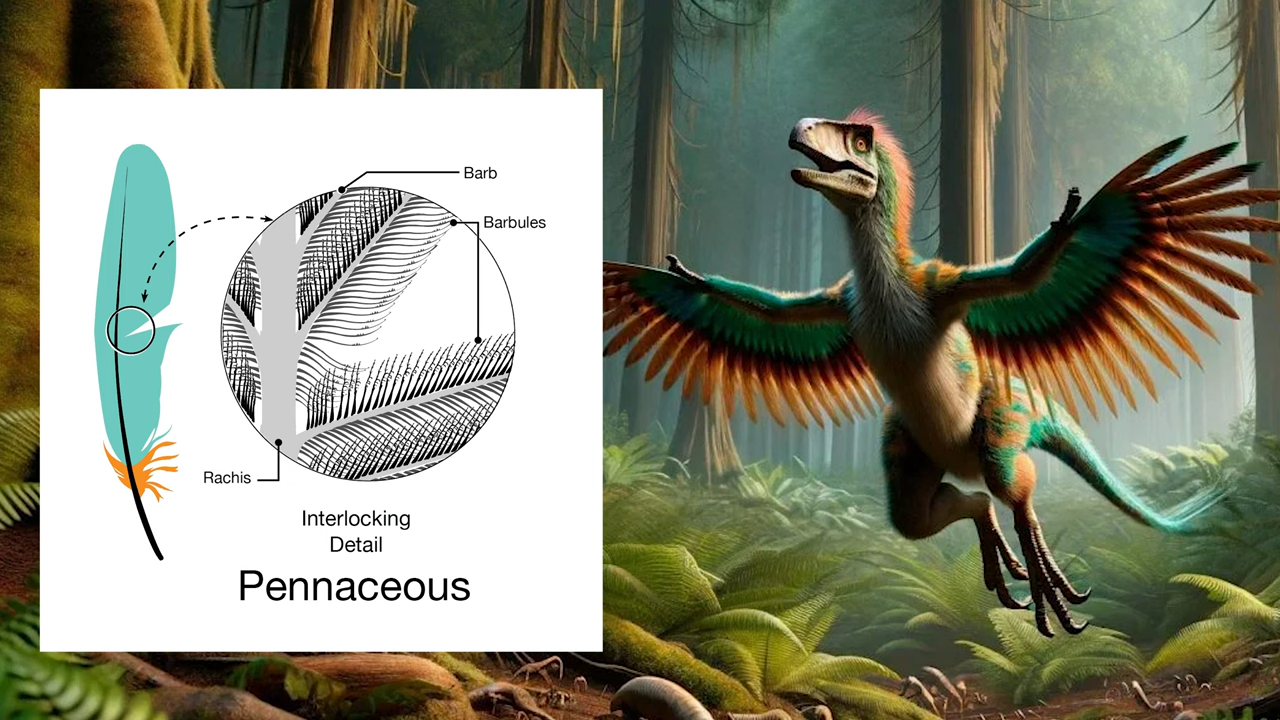 Barb
Barbules
Rachis
Interlocking
Detail
Pennaceous